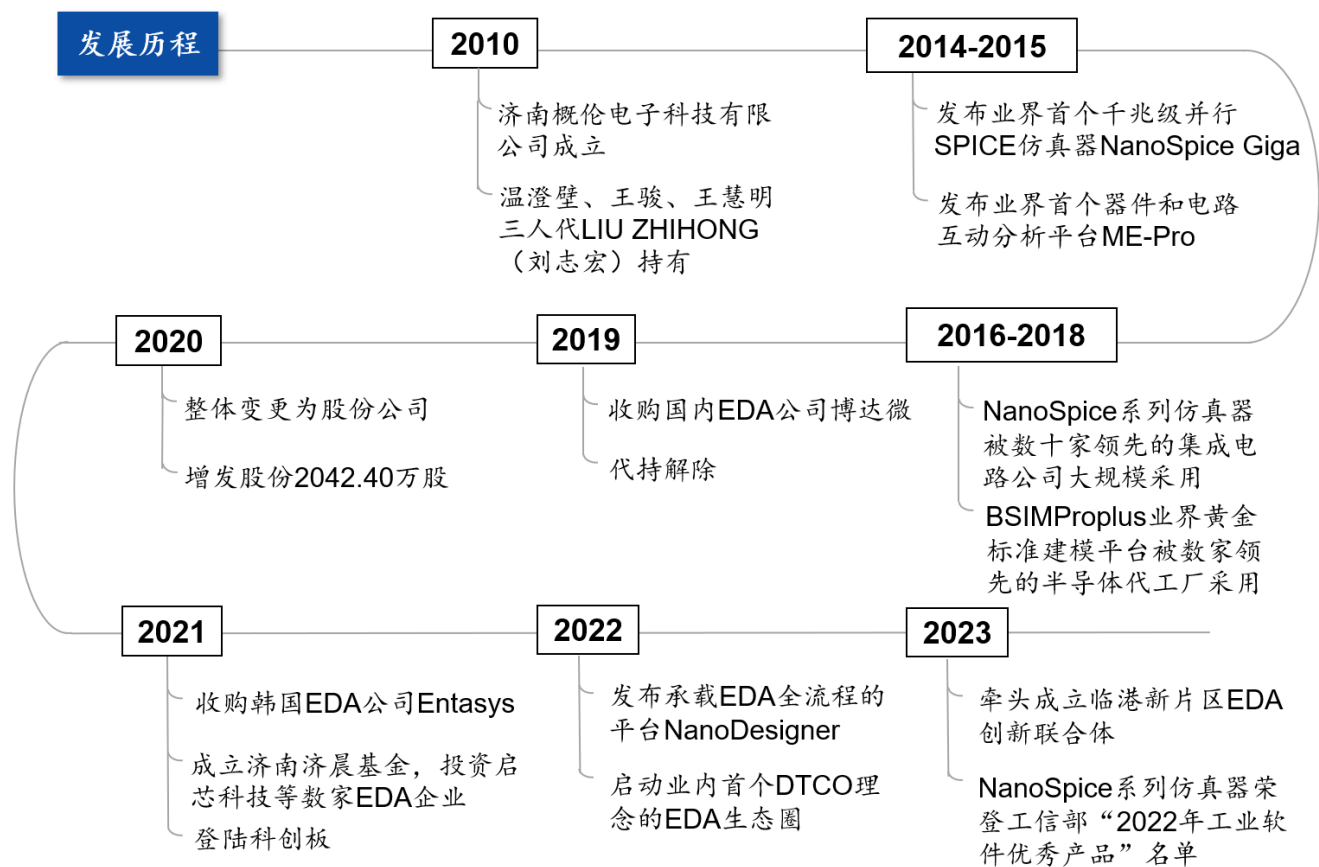 发展历程
2010
济南概伦电子科技有限
公司成立
温澄壁、王骏、王慧明
三人代LIU ZHIHONG
（刘志宏）持有
2014-2015
发布业界首个千兆级并行
SPICE仿真器NanoSpice Giga
发布业界首个器件和电路
互动分析平台ME-Pro
2016-2018
NanoSpice系列仿真器
被数十家领先的集成电
路公司大规模采用
BSIMProplus业界黄金
标准建模平台被数家领
先的半导体代工厂采用
2019
收购国内EDA公司博达微
代持解除
2020
整体变更为股份公司
增发股份2042.40万股
2021
收购韩国EDA公司Entasys
成立济南济晨基金，投资启
芯科技等数家EDA企业
登陆科创板
2022
发布承载EDA全流程的
平台NanoDesigner
启动业内首个DTCO理
念的EDA生态圈
2023
牵头成立临港新片区EDA
创新联合体
NanoSpice系列仿真器荣
登工信部“2022年工业软
件优秀产品”名单